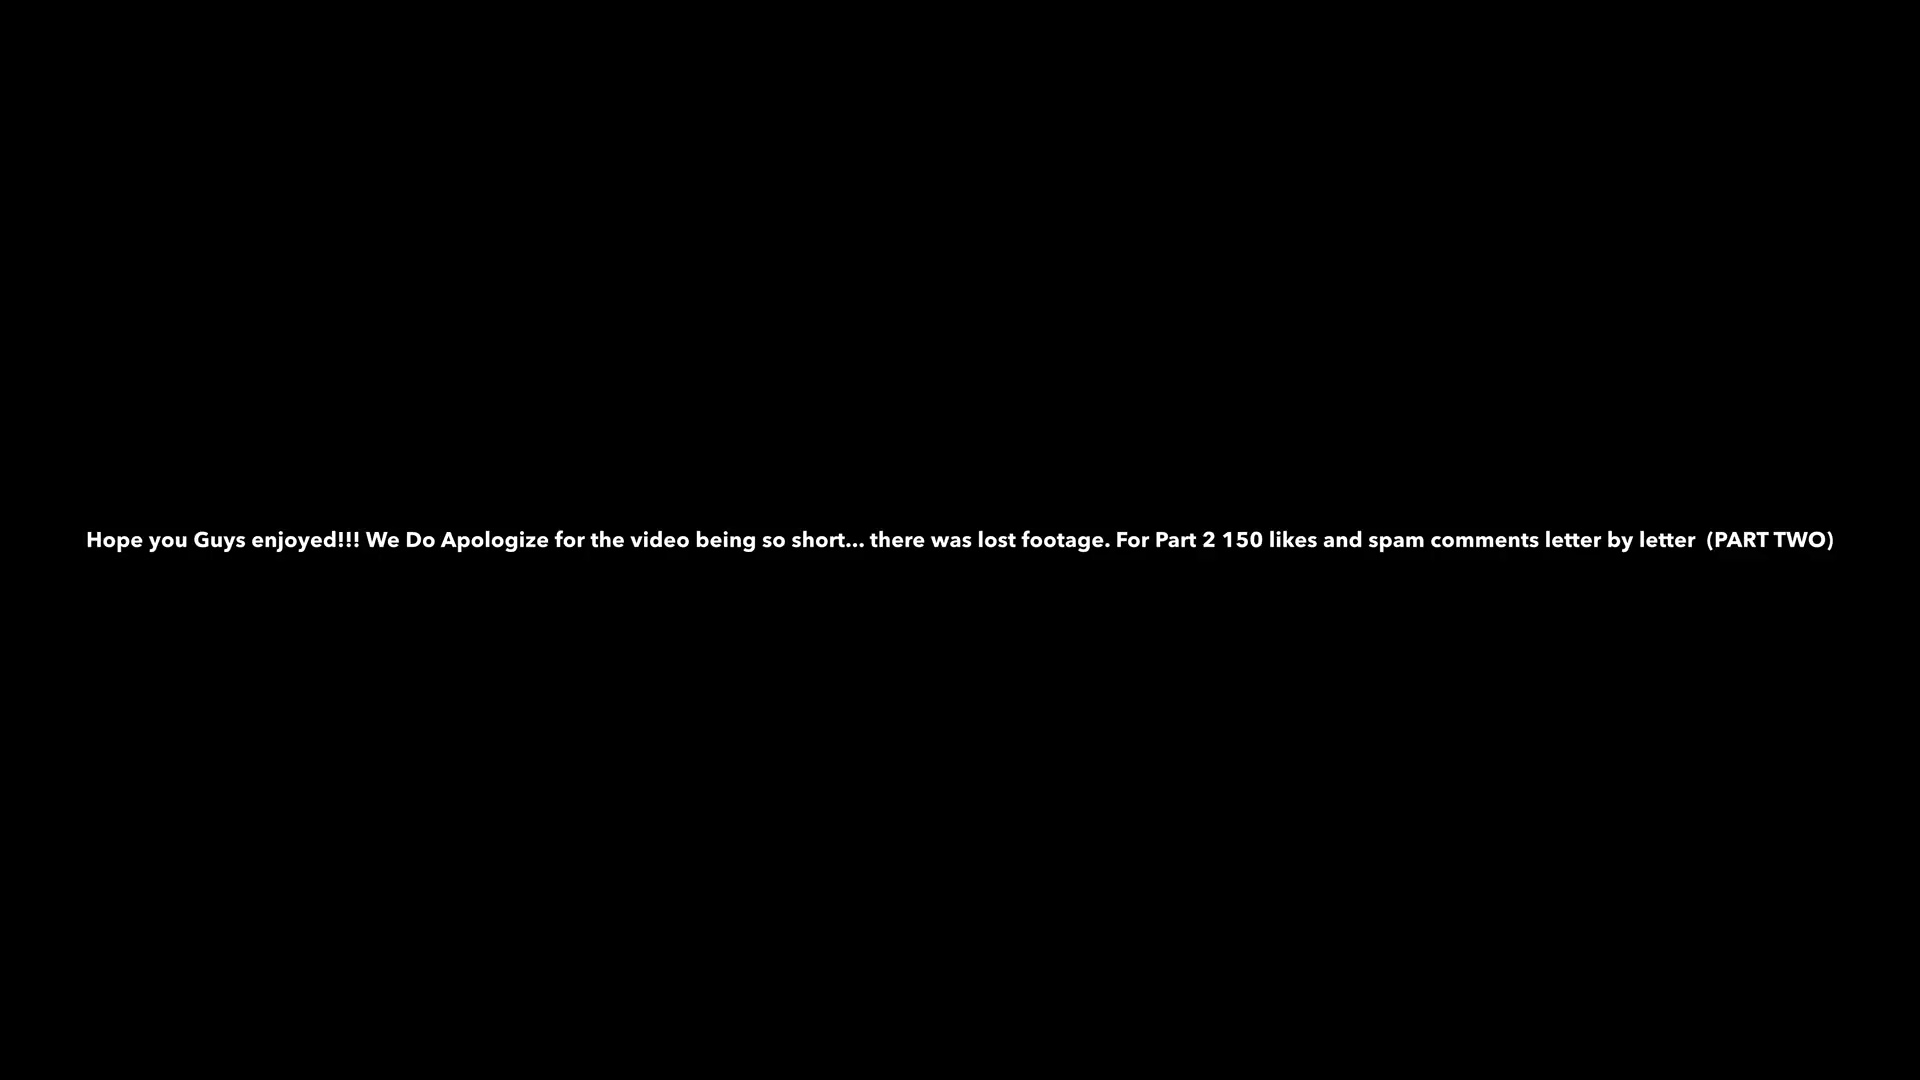 Hope you Guys enjoyed!!! We Do Apologize for the video being so short... there was lost footage. For Part 2 150 likes and spam comments letter by letter  (PART TWO)